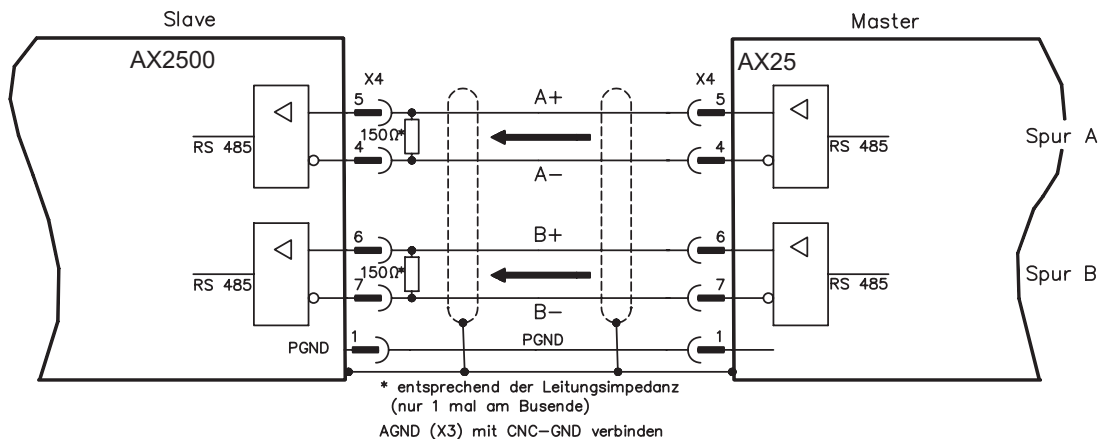 Slave
Master
AX2500
AX25
X4
X4
5
A+
5
150Ω*
RS 485
RS 485
Spur A
4
A-
4
6
B+
6
150Ω*
RS 485
RS 485
Spur B
7
B-
7
PGND
1
PGND
1
* entsprechend der Leitungsimpedanz
(nur 1 mal am Busende)
AGND (X3) mit CNC-GND verbinden